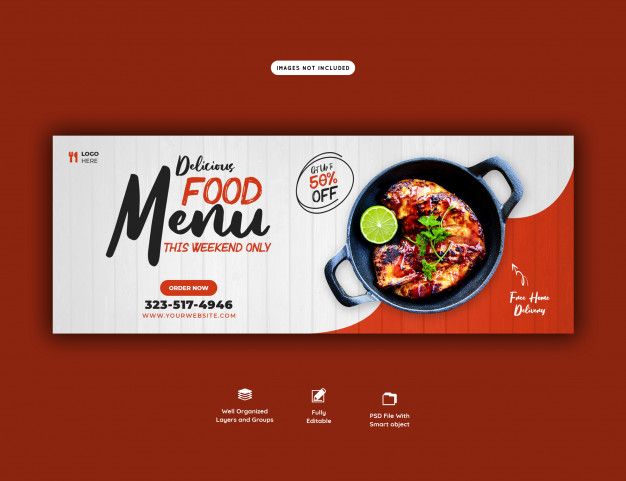 IMAGES NOT INCLUDED
LOGO
HERE
Delicious
FOOD
Menu
THIS WEEKEND ONLY
ORDER NOW
323-517-4946
WWW.YOURWEBSITE.COM
Of Up To
50%
OFF
Free Home
Delivery
Well Organized
Layers and Groups
Fully
Editable
PSD File With
Smart object